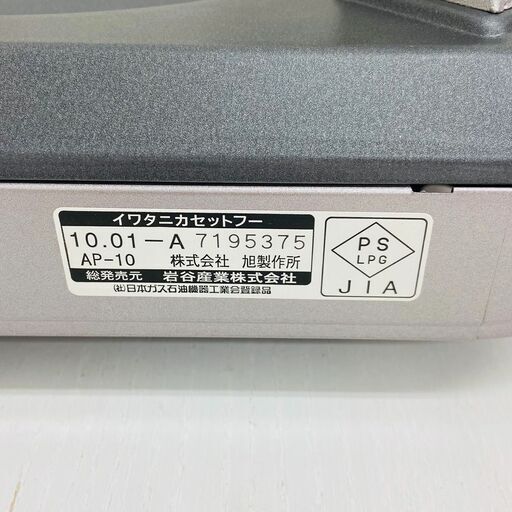 イワタニカセットフー
10.01-A 7195375
AP-10 株式会社 旭製作所
総発売元 岩谷産業株式会社
(社)日本ガス石油機器工業会登録品
PS
LPG
JIA